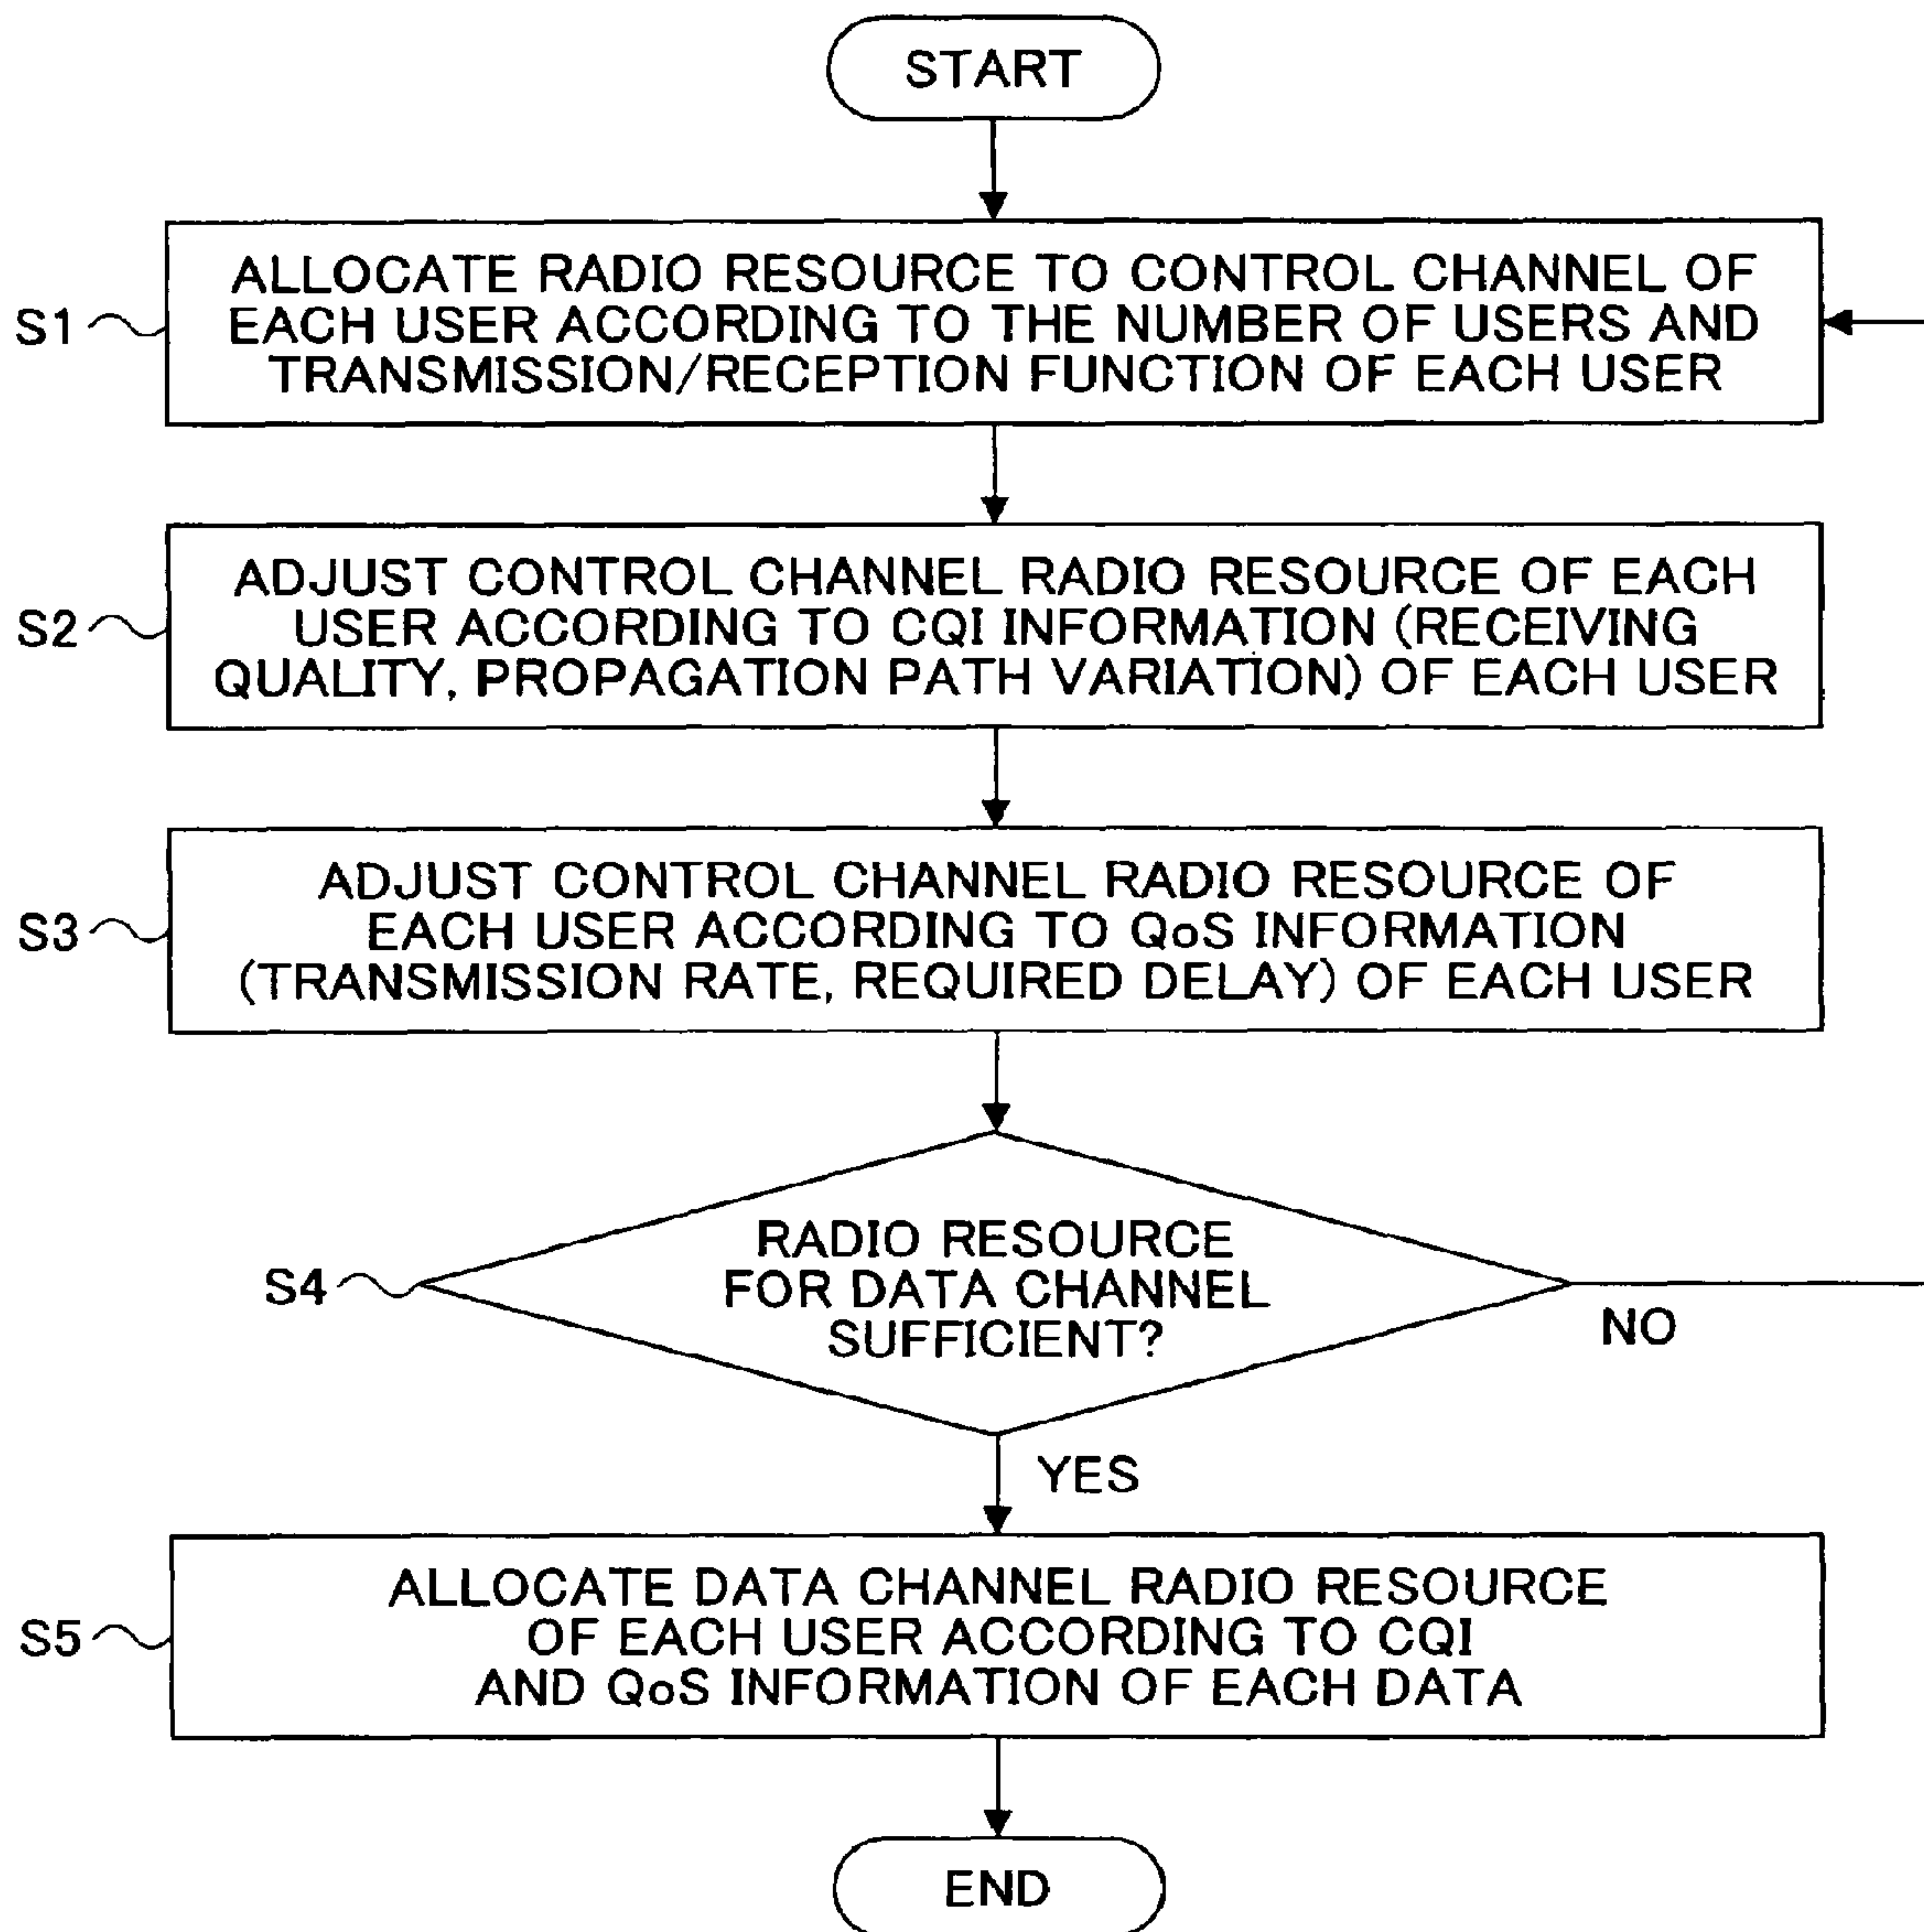 START
S1
ALLOCATE RADIO RESOURCE TO CONTROL CHANNEL OF
EACH USER ACCORDING TO THE NUMBER OF USERS AND
TRANSMISSION/RECEPTION FUNCTION OF EACH USER
S2
ADJUST CONTROL CHANNEL RADIO RESOURCE OF EACH
USER ACCORDING TO CQI INFORMATION (RECEIVING
QUALITY, PROPAGATION PATH VARIATION) OF EACH USER
S3
ADJUST CONTROL CHANNEL RADIO RESOURCE OF
EACH USER ACCORDING TO QoS INFORMATION
(TRANSMISSION RATE, REQUIRED DELAY) OF EACH USER
S4
RADIO RESOURCE
FOR DATA CHANNEL
SUFFICIENT?
NO
YES
S5
ALLOCATE DATA CHANNEL RADIO RESOURCE
OF EACH USER ACCORDING TO CQI
AND QoS INFORMATION OF EACH DATA
END